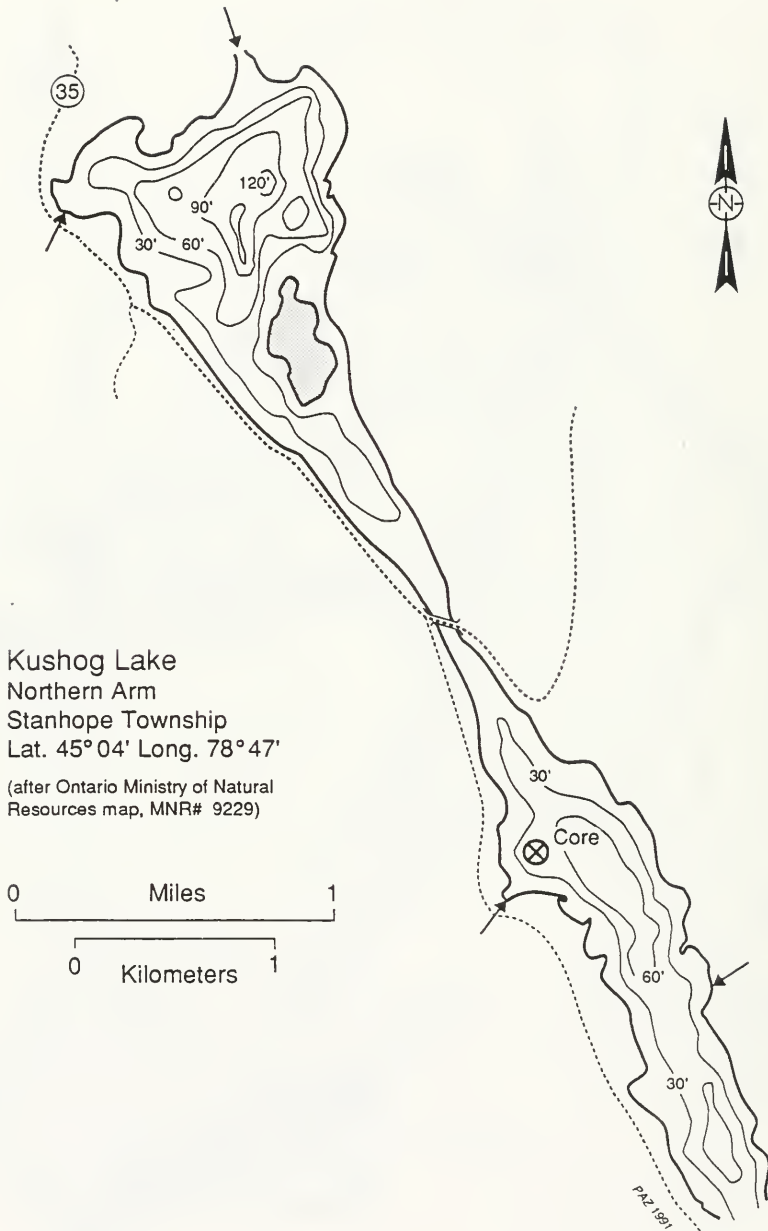 35
120'
90'
30'
60'
N
Kushog Lake
Northern Arm
Stanhope Township
Lat. 45° 04' Long. 78° 47'
(after Ontario Ministry of Natural
Resources map, MNR# 9229)
30'
Core
0 Miles 1
0 Kilometers 1
60'
30'
PAZ 1991